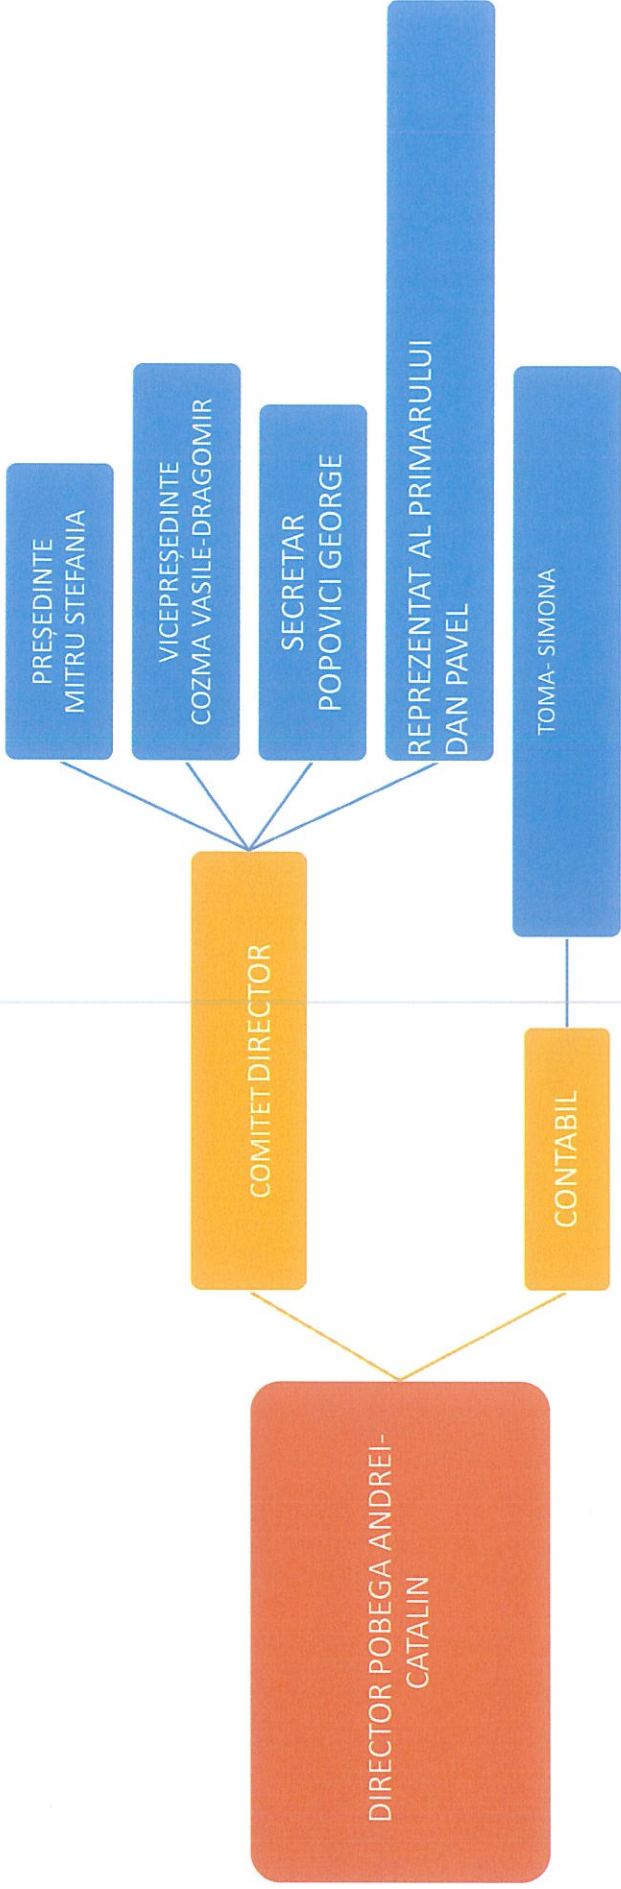 DIRECTOR POBEGA ANDREI-
CATALIN
COMITET DIRECTOR
PREȘEDINTE
MITRU STEFANIA
VICEPREȘEDINTE
COZMA VASILE-DRAGOMIR
SECRETAR
POPOVICI GEORGE
REPREZENTAT AL PRIMARULUI
DAN PAVEL
CONTABIL
TOMA- SIMONA